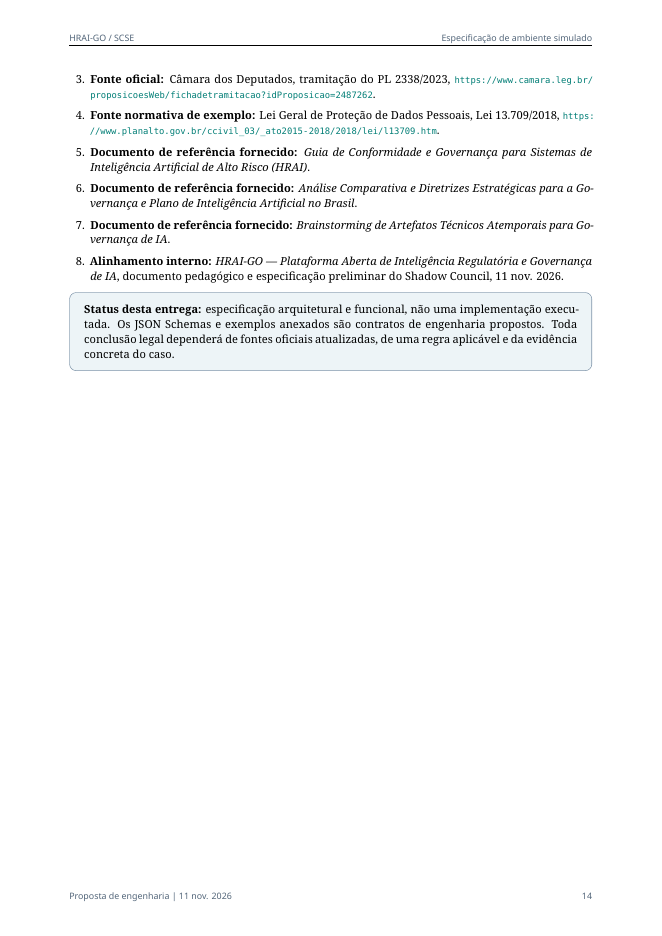 HRAI-GO / SCSE
Especificação de ambiente simulado
3. Fonte oficial: Câmara dos Deputados, tramitação do PL 2338/2023, https://www.camara.leg.br/
proposicoesWeb/fichadetramitacao?idProposicao=2487262.
4. Fonte normativa de exemplo: Lei Geral de Proteção de Dados Pessoais, Lei 13.709/2018, https:
//www.planalto.gov.br/ccivil_03/_ato2015-2018/2018/lei/l13709.htm.
5. Documento de referência fornecido: Guia de Conformidade e Governança para Sistemas de
Inteligência Artificial de Alto Risco (HRAI).
6. Documento de referência fornecido: Análise Comparativa e Diretrizes Estratégicas para a Go-
vernança e Plano de Inteligência Artificial no Brasil.
7. Documento de referência fornecido: Brainstorming de Artefatos Técnicos Atemporais para Go-
vernança de IA.
8. Alinhamento interno: HRAI-GO — Plataforma Aberta de Inteligência Regulatória e Governança
de IA, documento pedagógico e especificação preliminar do Shadow Council, 11 nov. 2026.
Status desta entrega: especificação arquitetural e funcional, não uma implementação execu-
tada. Os JSON Schemas e exemplos anexados são contratos de engenharia propostos. Toda
conclusão legal dependerá de fontes oficiais atualizadas, de uma regra aplicável e da evidência
concreta do caso.
Proposta de engenharia | 11 nov. 2026
14